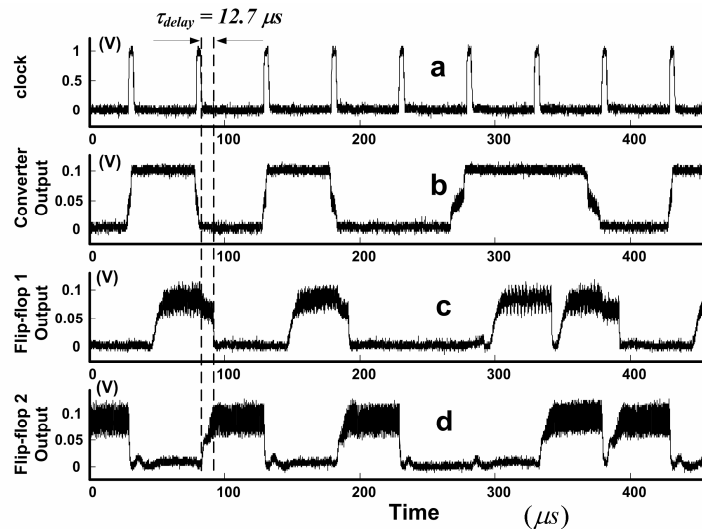 τdelay = 12.7 μs
(V)
1
0.5
0
clock
a
0 100 200 300 400
(V)
0.1
0.05
0
Converter
Output
b
0 100 200 300 400
(V)
0.1
0.05
0
Flip-flop 1
Output
c
0 100 200 300 400
(V)
0.1
0.05
0
Flip-flop 2
Output
d
0 100 200 300 400
Time (μs)